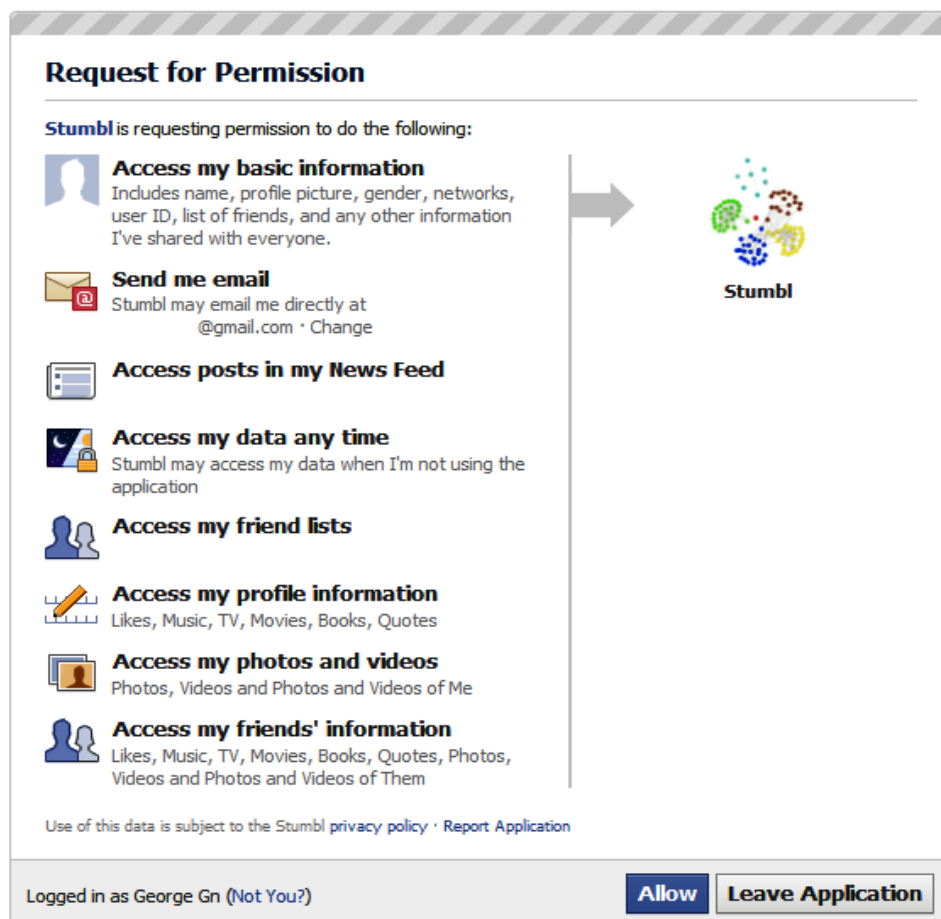 Request for Permission
Stumbl is requesting permission to do the following:
Access my basic information
Includes name, profile picture, gender, networks,
user ID, list of friends, and any other information
I've shared with everyone.
Stumbl
Send me email
Stumbl may email me directly at
@gmail.com · Change
Access posts in my News Feed
Access my data any time
Stumbl may access my data when I'm not using the
application
Access my friend lists
Access my profile information
Likes, Music, TV, Movies, Books, Quotes
Access my photos and videos
Photos, Videos and Photos and Videos of Me
Access my friends' information
Likes, Music, TV, Movies, Books, Quotes, Photos,
Videos and Photos and Videos of Them
Use of this data is subject to the Stumbl privacy policy · Report Application
Logged in as George Gn (Not You?)
Allow
Leave Application